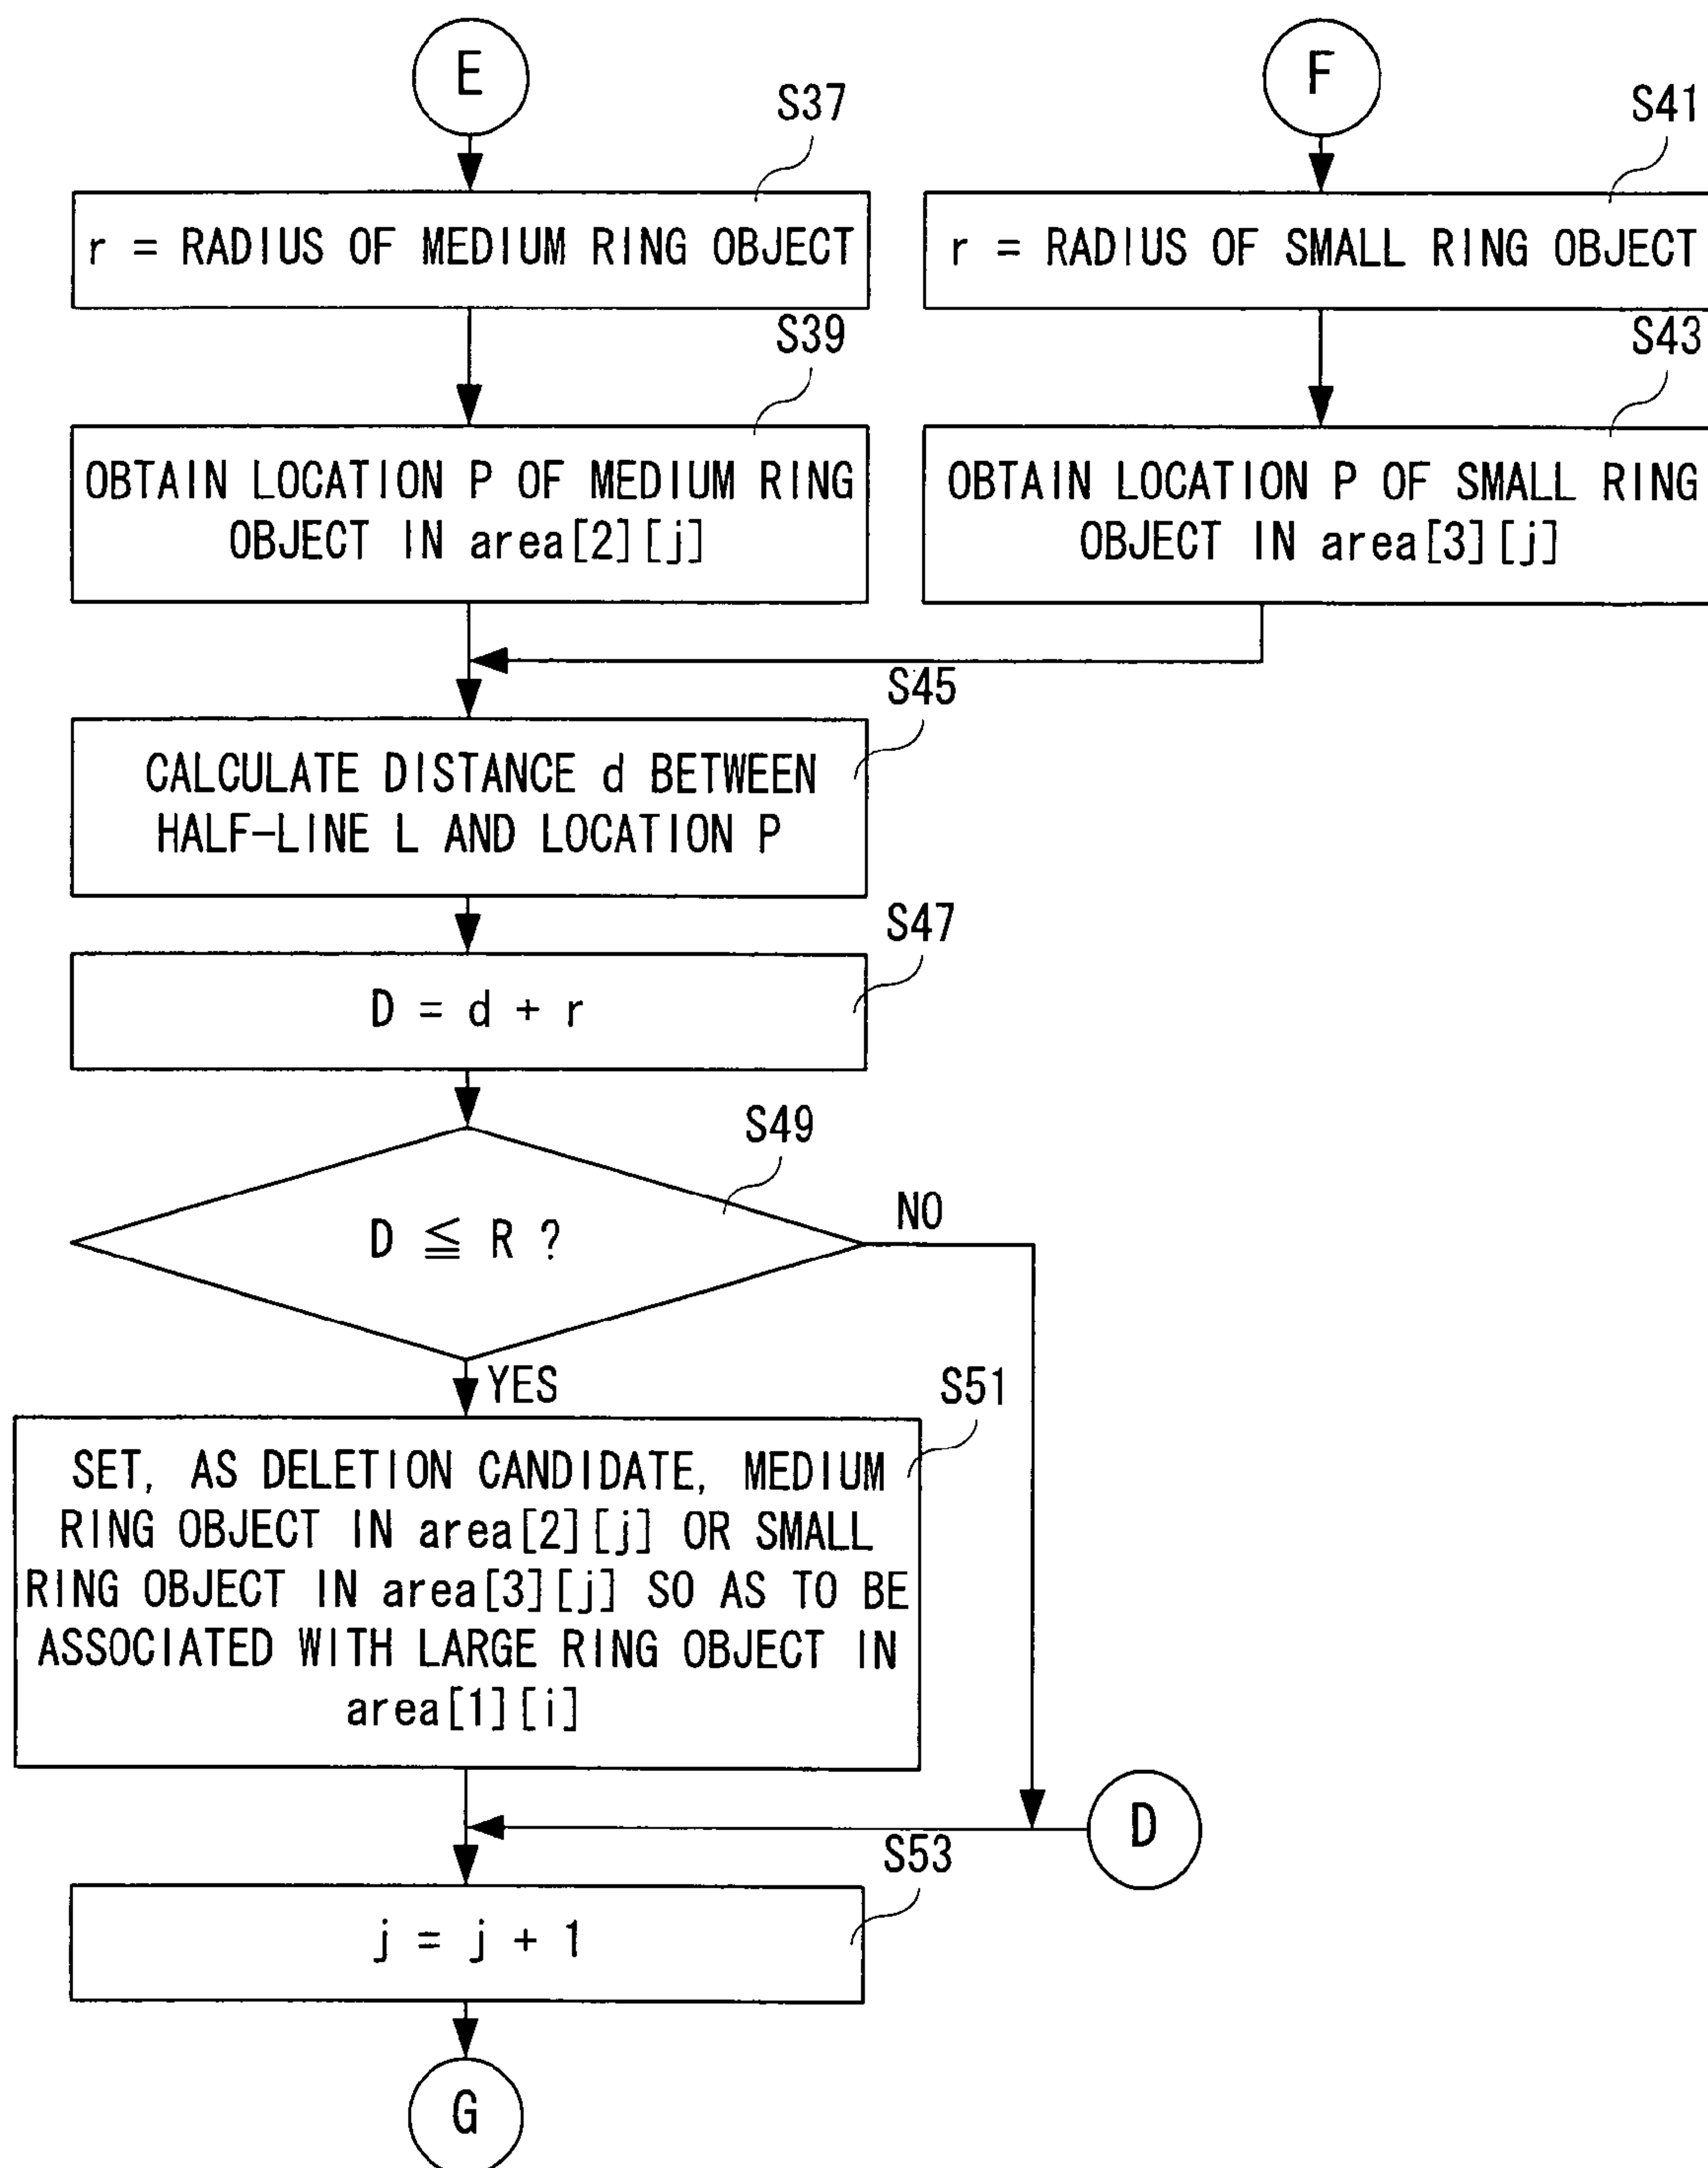 E
F
S37
S41
r = RADIUS OF MEDIUM RING OBJECT
r = RADIUS OF SMALL RING OBJECT
S39
S43
OBTAIN LOCATION P OF MEDIUM RING
OBJECT IN area[2][j]
OBTAIN LOCATION P OF SMALL RING
OBJECT IN area[3][j]
S45
CALCULATE DISTANCE d BETWEEN
HALF-LINE L AND LOCATION P
S47
D = d + r
S49
D ≦ R ?
NO
YES
S51
SET, AS DELETION CANDIDATE, MEDIUM
RING OBJECT IN area[2][j] OR SMALL
RING OBJECT IN area[3][j] SO AS TO BE
ASSOCIATED WITH LARGE RING OBJECT IN
area[1][i]
D
S53
j = j + 1
G